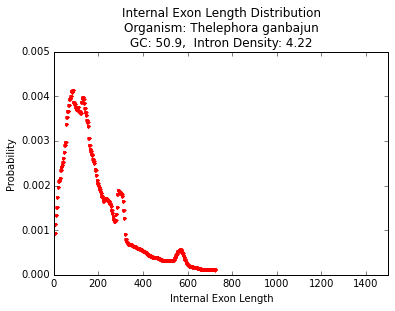 Internal Exon Length Distribution
Organism: Thelephora ganbajun
GC: 50.9,  Intron Density: 4.22
0.005
0.004
0.003
0.002
0.001
0.000
Probability
0 200 400 600 800 1000 1200 1400
Internal Exon Length